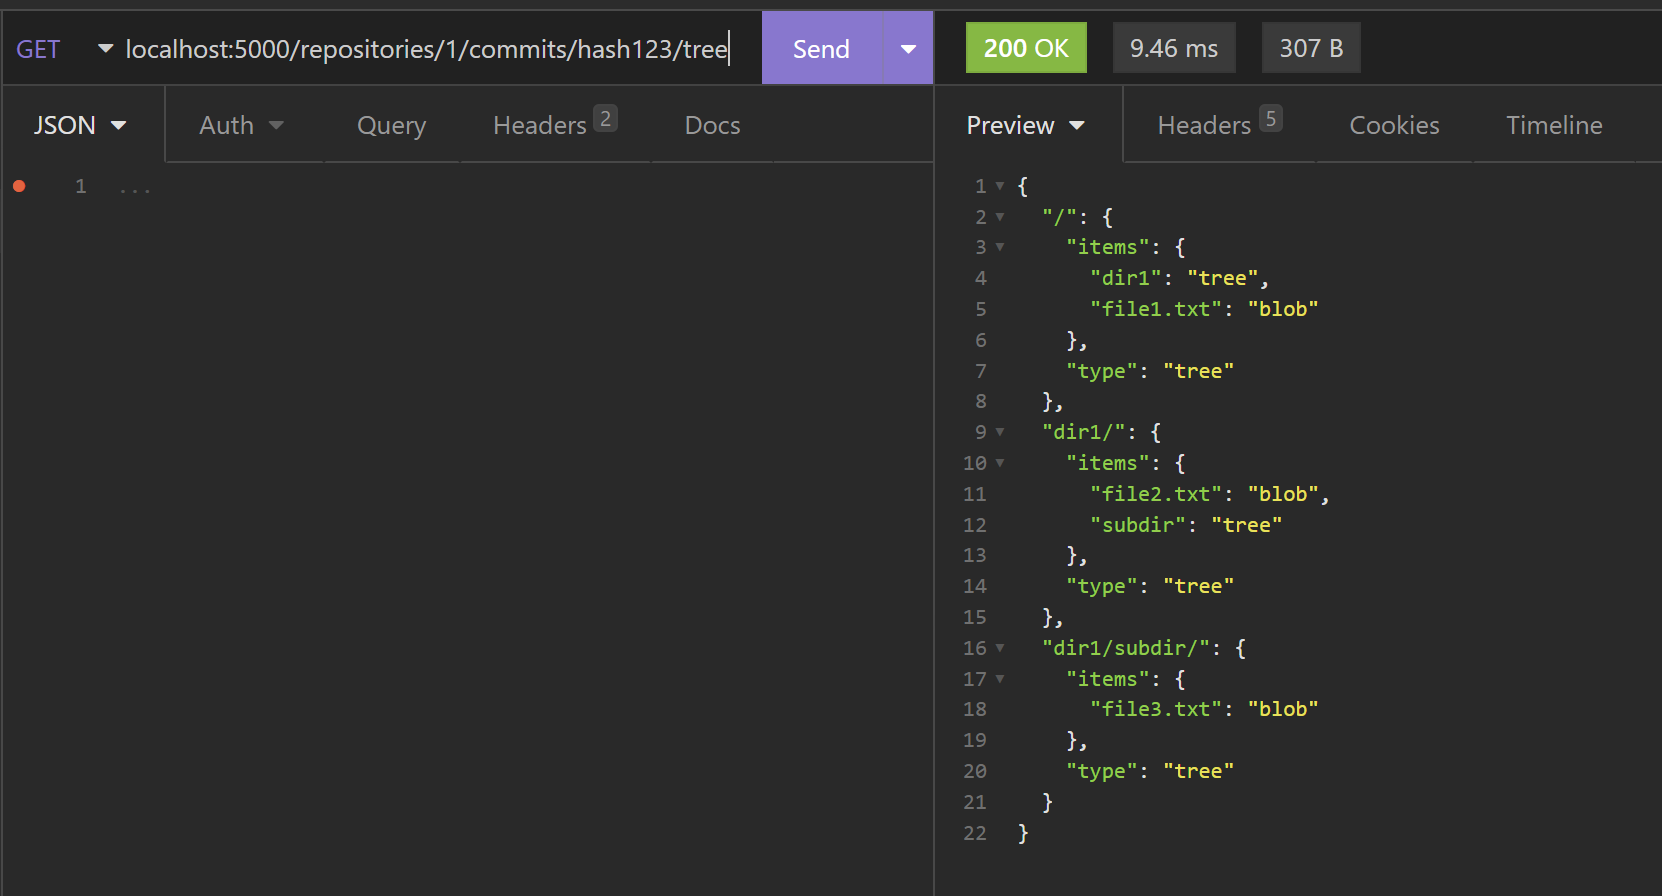 GET localhost:5000/repositories/1/commits/hash123/tree Send 200 OK 9.46 ms 307 B
JSON Auth Query Headers 2 Docs Preview Headers 5 Cookies Timeline
1 ...
1 {
2 "/": {
3 "items": {
4 "dir1": "tree",
5 "file1.txt": "blob"
6 },
7 "type": "tree"
8 },
9 "dir1/": {
10 "items": {
11 "file2.txt": "blob",
12 "subdir": "tree"
13 },
14 "type": "tree"
15 },
16 "dir1/subdir/": {
17 "items": {
18 "file3.txt": "blob"
19 },
20 "type": "tree"
21 }
22 }